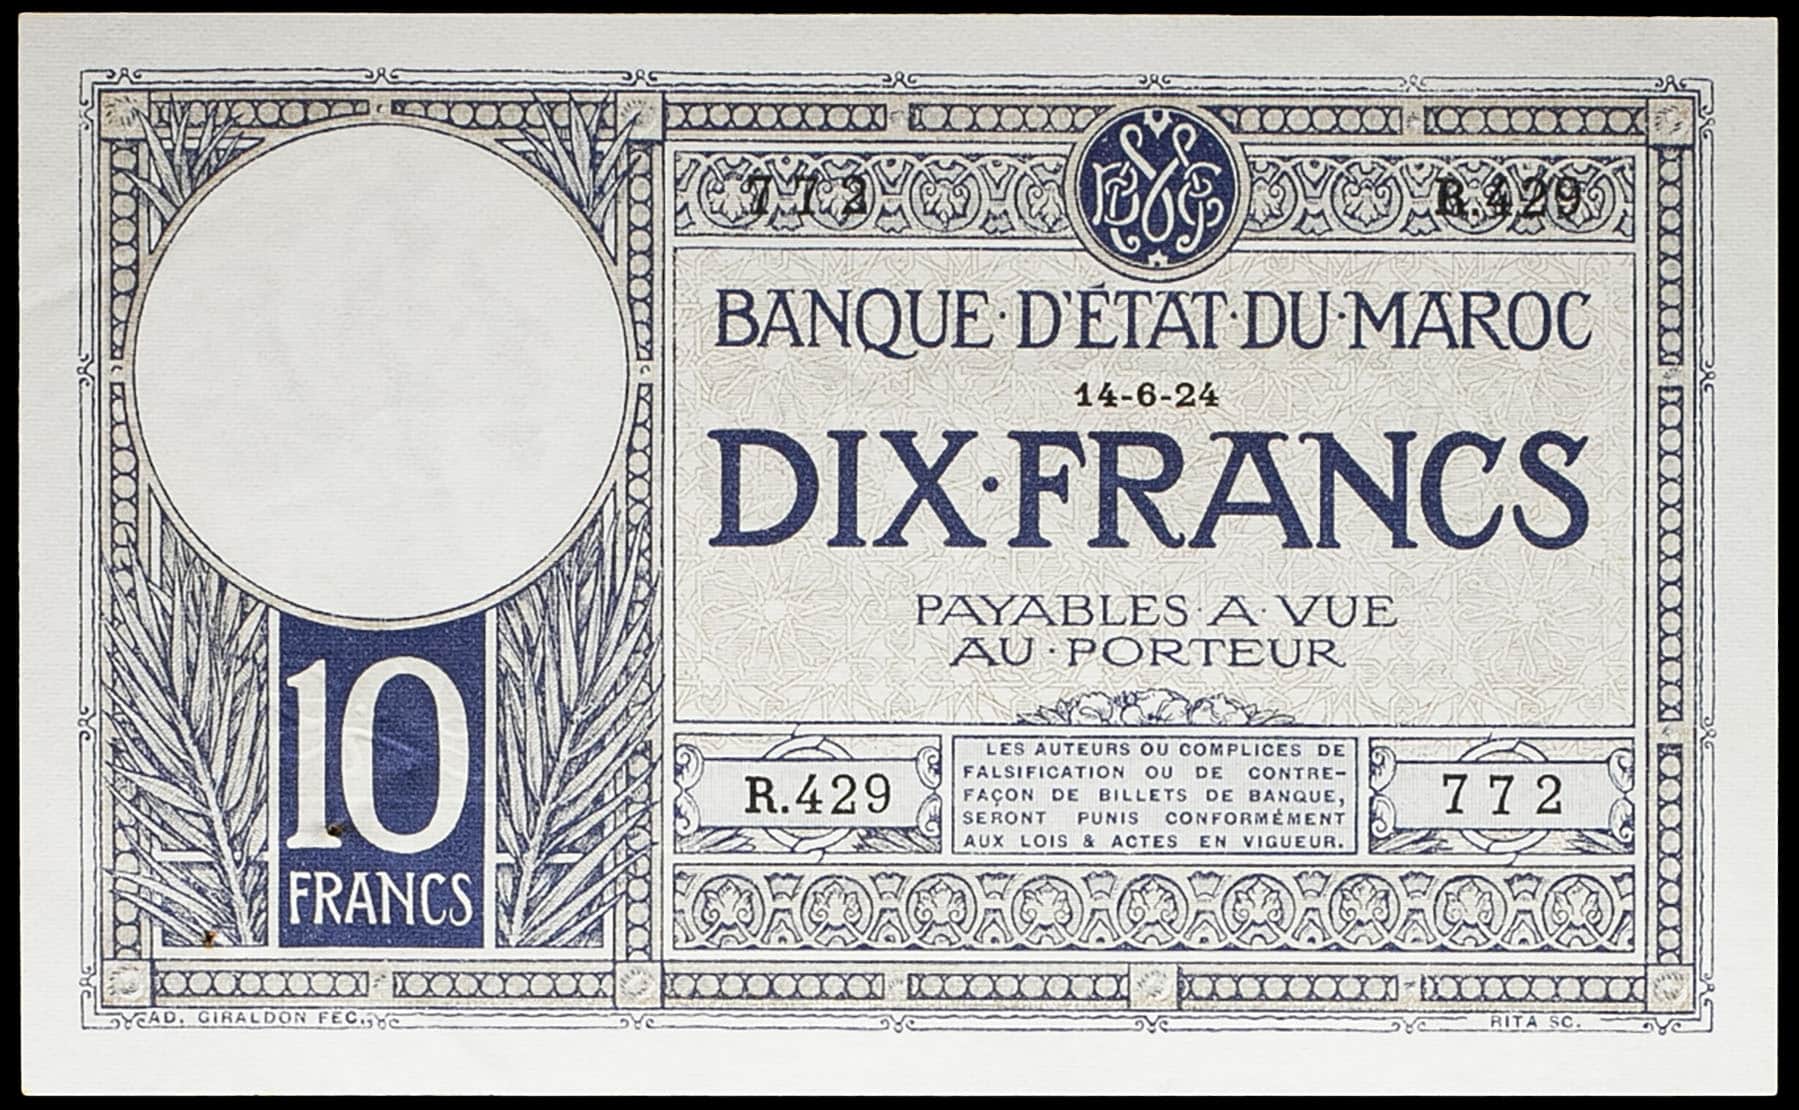 772
R.429
BANQUE·D'ÉTAT·DU·MAROC
14-6-24
DIX·FRANCS
PAYABLES·A·VUE
AU·PORTEUR
10
FRANCS
R.429
LES AUTEURS OU COMPLICES DE
FALSIFICATION OU DE CONTRE-
FAÇON DE BILLETS DE BANQUE,
SERONT PUNIS CONFORMÉMENT
AUX LOIS & ACTES EN VIGUEUR.
772
AD. GIRALDON FEC.
RITA SC.